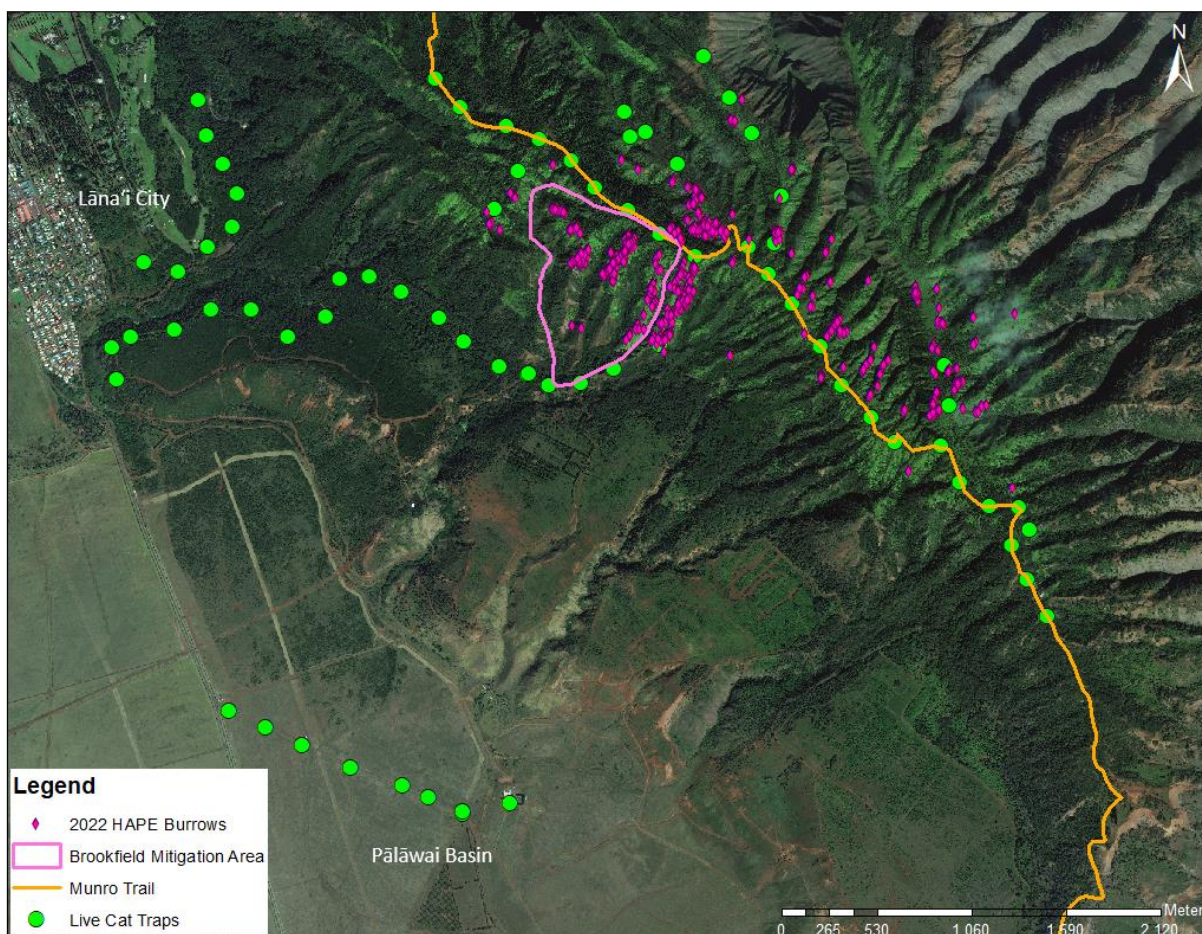 N
Lāna'i City
Pālāwai Basin
Legend
2022 HAPE Burrows
Brookfield Mitigation Area
Munro Trail
Live Cat Traps
Meters
0 265 530 1,060 1,590 2,120